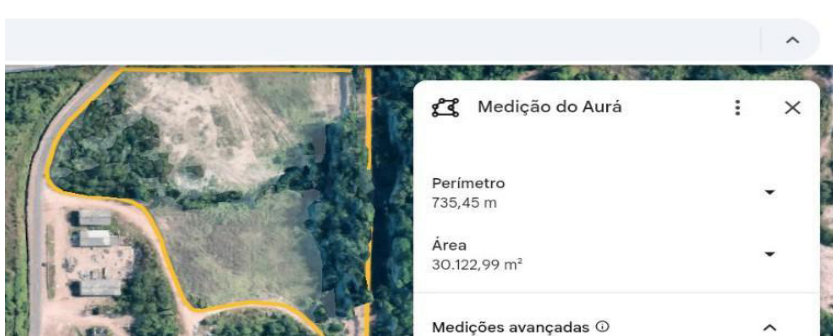 Medição do Aurá
Perímetro
735,45 m
Área
30.122,99 m²
Medições avançadas